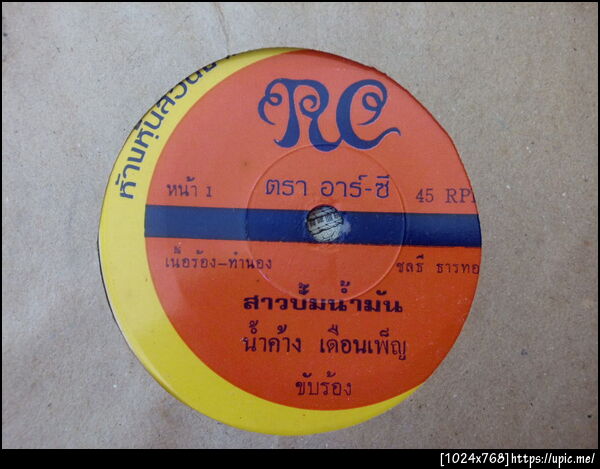 RC
ห้ามหุ้นส่วน
หน้า 1 ตรา อาร์-ซี 45 RP
เนื้อร้อง-ทำนอง ชลธี ธารทอ
สาวปั้มน้ำมัน
น้ำค้าง เดือนเพ็ญ
ขับร้อง
[1024x768]https://upic.me/